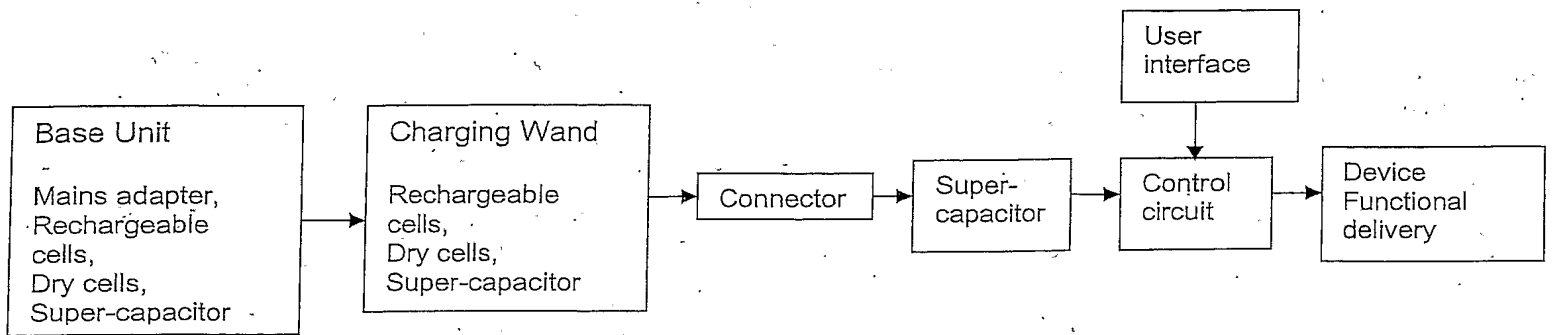 Base Unit
Mains adapter,
Rechargeable
cells,
Dry cells,
Super-capacitor
Charging Wand
Rechargeable
cells,
Dry cells,
Super-capacitor
Connector
Super-
capacitor
User
interface
Control
circuit
Device
Functional
delivery